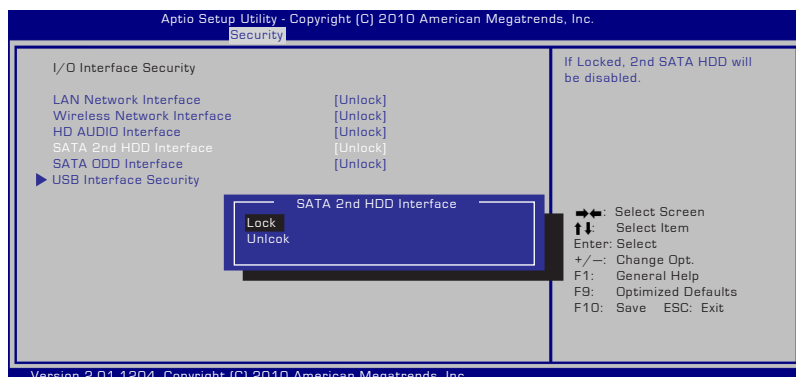 Aptio Setup Utility - Copyright (C) 2010 American Megatrends, Inc.
Security
I/O Interface Security
LAN Network Interface [Unlock]
Wireless Network Interface [Unlock]
HD AUDIO Interface [Unlock]
SATA 2nd HDD Interface [Unlock]
SATA ODD Interface [Unlock]
USB Interface Security
If Locked, 2nd SATA HDD will
be disabled.
SATA 2nd HDD Interface
Lock
Unlcok
→←: Select Screen
↑↓: Select Item
Enter: Select
+/—: Change Opt.
F1: General Help
F9: Optimized Defaults
F10: Save ESC: Exit
Version 2.01.1204. Copyright (C) 2010 American Megatrends, Inc.